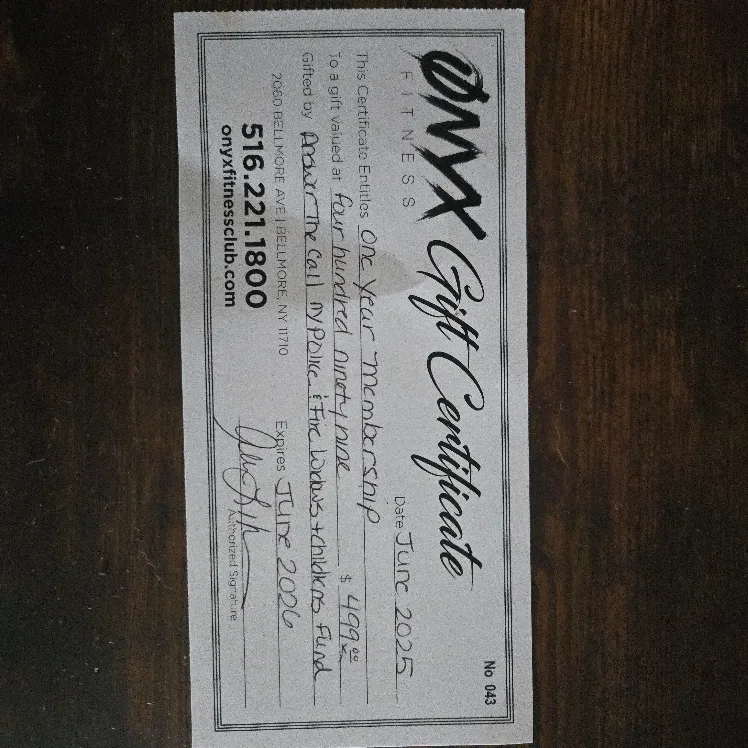 No 043
ONYX Gift Certificate
FITNESS
Date June 2025
This Certificate Entitles One Year Membership
To a gift valued at four hundred ninety nine $ 499.00
Gifted by Answer The Call NY Police & Fire Widows + Childrens Fund
2060 BELLMORE AVE | BELLMORE, NY 11710 Expires June 2026
516.221.1800
onyxfitnessclub.com
Authorized Signature